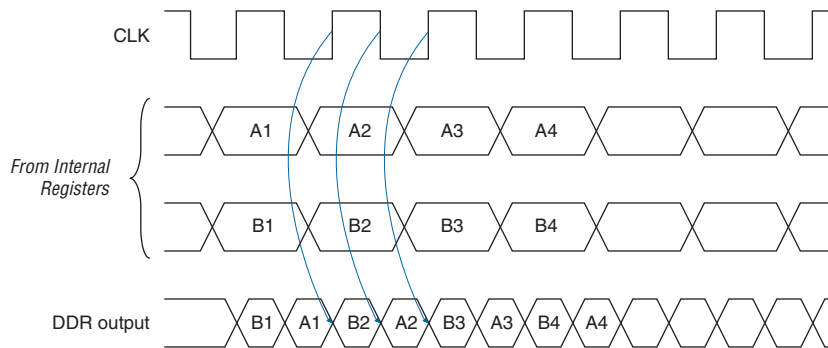 CLK
A1 A2 A3 A4
From Internal
Registers
B1 B2 B3 B4
DDR output
B1 A1 B2 A2 B3 A3 B4 A4